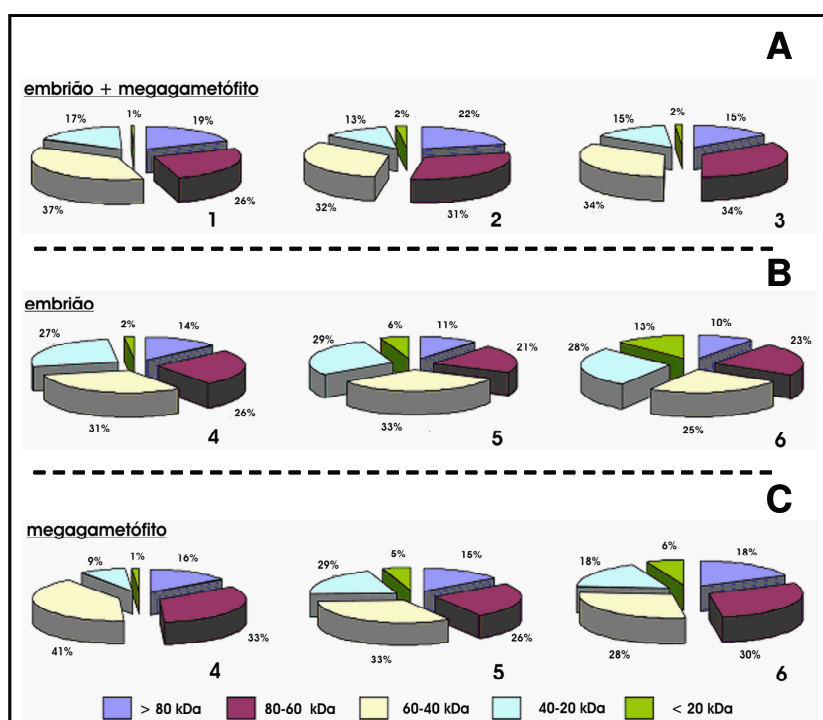 A
embrião + megagametófito
17% 1% 19%
37% 26%
1
13% 2% 22%
32% 31%
2
15% 2% 15%
34% 34%
3
B
embrião
27% 2% 14%
31% 26%
4
29% 6% 11%
21%
33%
5
28% 13% 10%
23%
25%
6
C
megagametófito
9% 1% 16%
41% 33%
4
29% 5% 15%
33% 26%
5
18% 6% 18%
28% 30%
6
> 80 kDa 80-60 kDa 60-40 kDa 40-20 kDa < 20 kDa